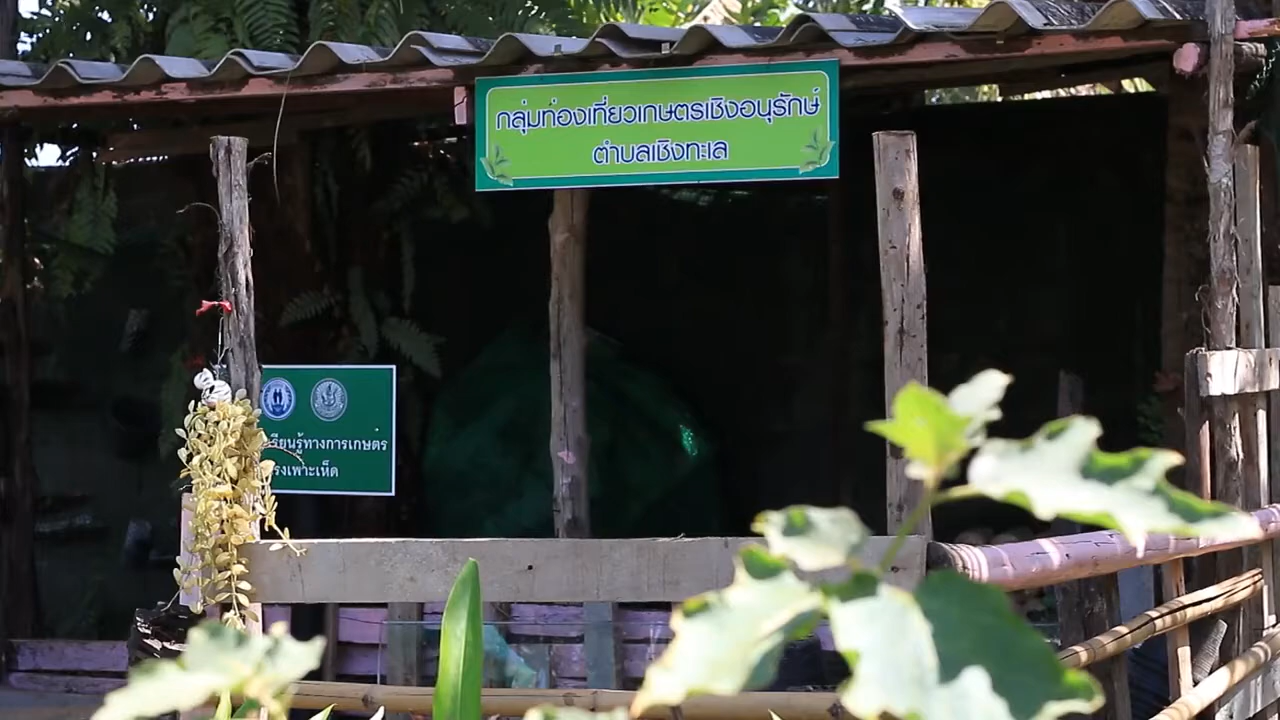 กลุ่มท่องเที่ยวเกษตรเชิงอนุรักษ์
ตำบลเชิงทะเล
เรียนรู้ทางการเกษตร
โรงเพาะเห็ด